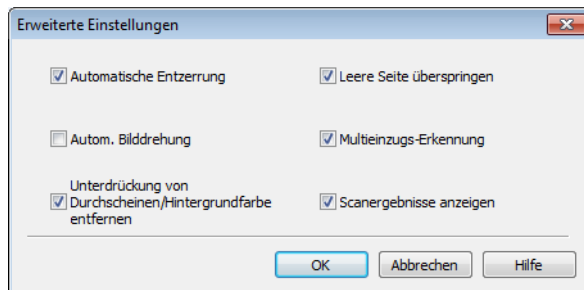 Erweiterte Einstellungen
Automatische Entzerrung
Leere Seite überspringen
Autom. Bilddrehung
Multieinzugs-Erkennung
Unterdrückung von
Durchscheinen/Hintergrundfarbe
entfernen
Scanergebnisse anzeigen
OK
Abbrechen
Hilfe